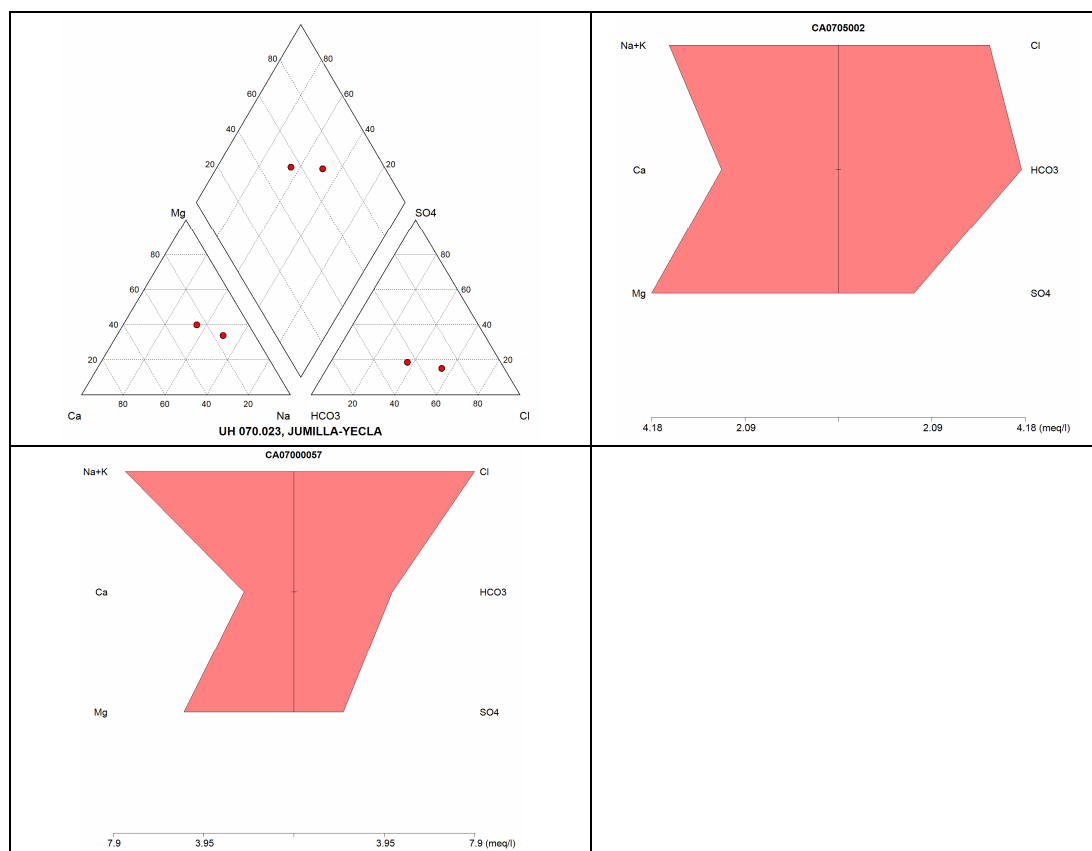 80 80
60 60
40 40
20 20
Mg SO4
80 80
60 60
40 40
20 20
80 60 40 20 20 40 60 80
Ca Na HCO3 Cl
UH 070.023, JUMILLA-YECLA
CA0705002
Na+K Cl
Ca HCO3
Mg SO4
4.18 2.09 2.09 4.18 (meq/l)
CA07000057
Na+K Cl
Ca HCO3
Mg SO4
7.9 3.95 3.95 7.9 (meq/l)